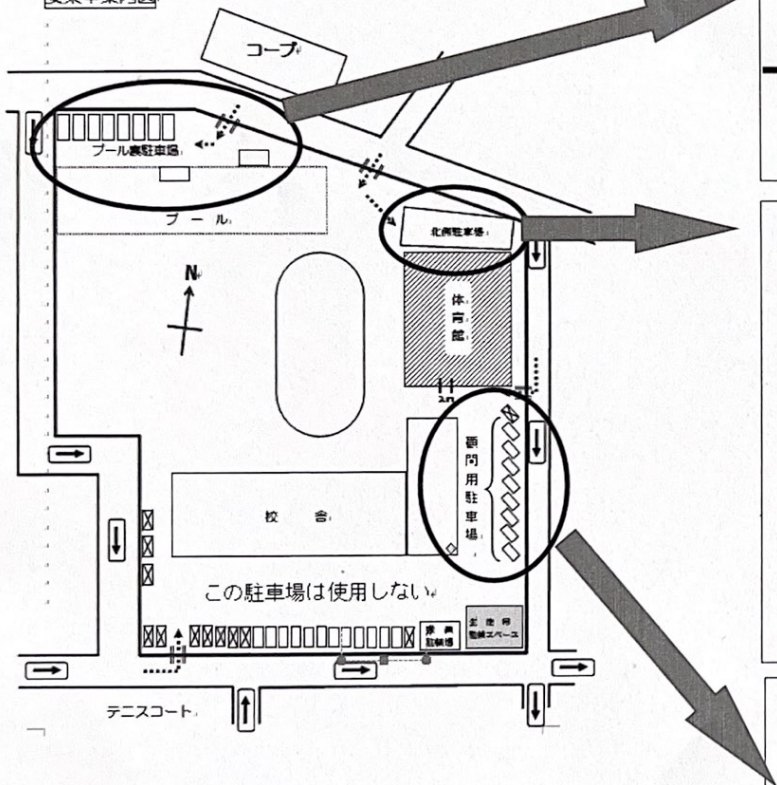 コープ
プール裏駐車場
プール
北側駐車場
N
体育館
2m
顧問用駐車場
校舎
この駐車場は使用しない
テニスコート